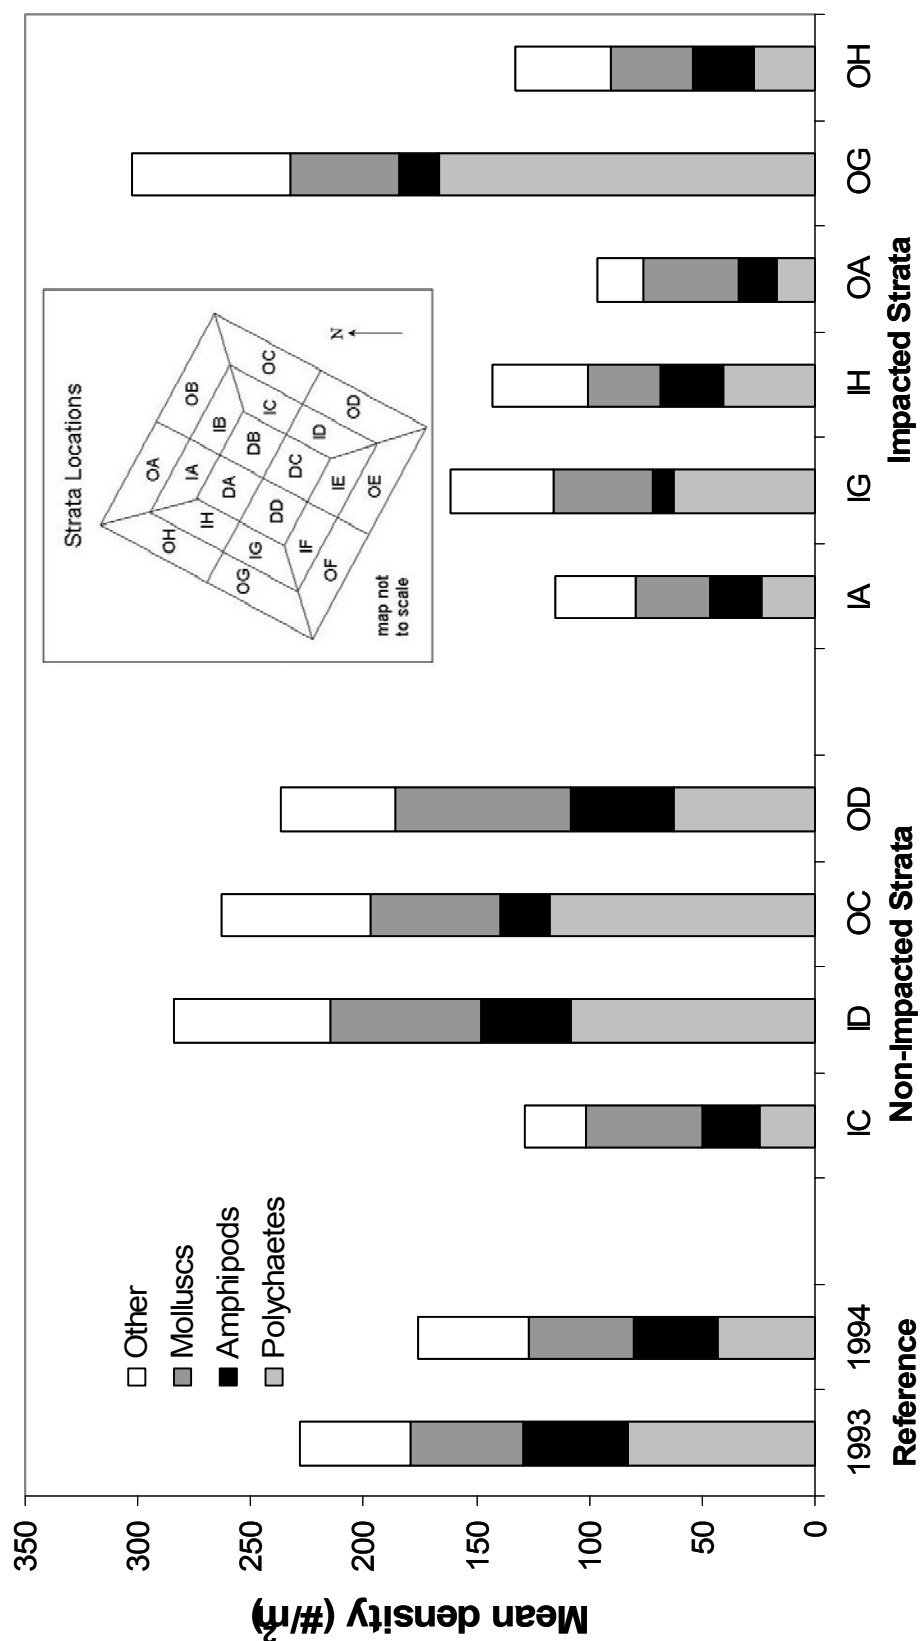 Mean density (#/m2)
350
300
250
200
150
100
50
0
Other
Molluscs
Amphipods
Polychaetes
Strata Locations
OB
OA
IB
OC
IA
IC
OH
DB
DA
IH
OD
ID
DC
DD
IG
OG
IE
IF
OE
OF
N
map not
to scale
1993 1994 IC ID OC OD IA IG IH OA OG OH
Reference Non-Impacted Strata Impacted Strata